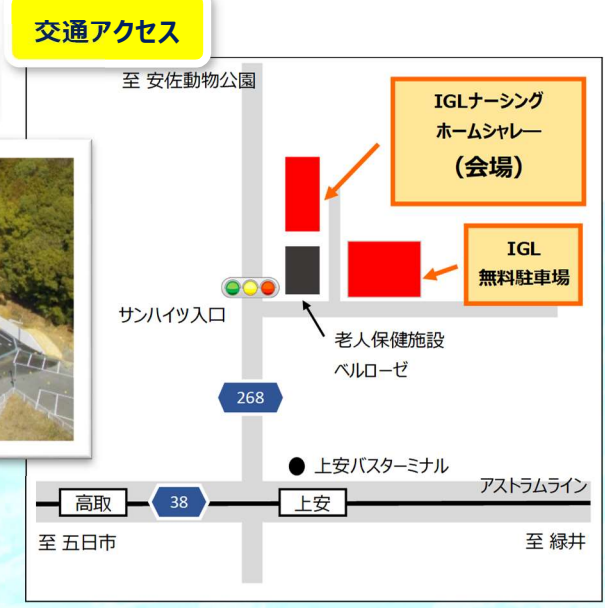 交通アクセス
至 安佐動物公園
IGLナーシング
ホームシャレー
（会場）
IGL
無料駐車場
サンハイツ入口
老人保健施設
ベルローゼ
268
上安バスターミナル
アストラムライン
高取
38
上安
至 五日市
至 緑井